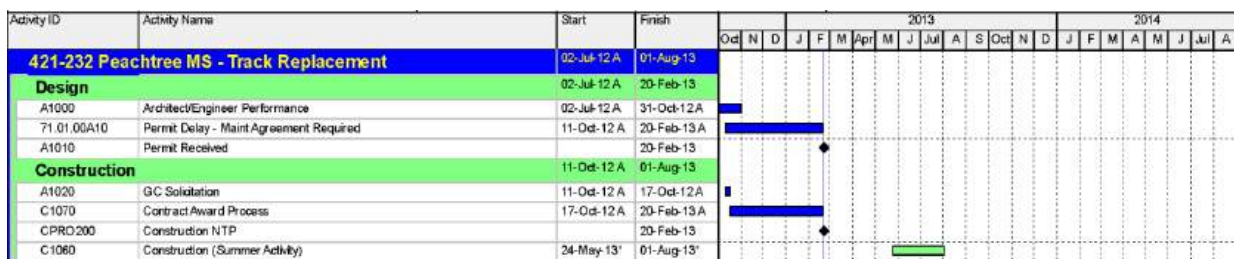 Activity ID Activity Name Start Finish 2013 2014
Oct N D J F M Apr M J Jul A S Oct N D J F M A M J Jul A
421-232 Peachtree MS - Track Replacement 02-Jul-12 A 01-Aug-13
Design 02-Jul-12 A 20-Feb-13
A1000 Architect/Engineer Performance 02-Jul-12 A 31-Oct-12 A
71.01.00A10 Permit Delay - Maint Agreement Required 11-Oct-12 A 20-Feb-13 A
A1010 Permit Received 20-Feb-13
Construction 11-Oct-12 A 01-Aug-13
A1020 GC Solicitation 11-Oct-12 A 17-Oct-12 A
C1070 Contract Award Process 17-Oct-12 A 20-Feb-13 A
CPRO200 Construction NTP 20-Feb-13
C1060 Construction (Summer Activity) 24-May-13* 01-Aug-13*